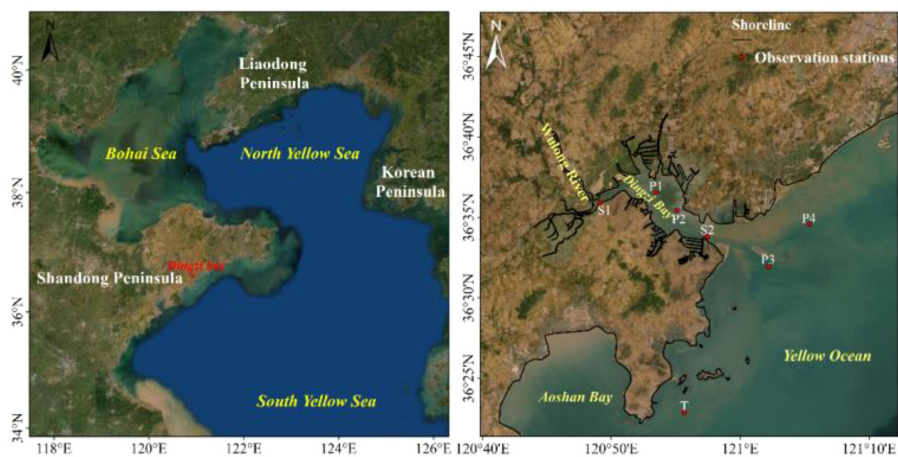 N
40°N
38°N
36°N
34°N
118°E
120°E
122°E
124°E
126°E
Liaodong
Peninsula
Bohai Sea
North Yellow Sea
Korean
Peninsula
Dingzi bay
Shandong Peninsula
South Yellow Sea
N
Shoreline
Observation stations
36°45'N
36°40'N
36°35'N
36°30'N
36°25'N
Wulong River
Dingzi Bay
P1
S1
P2
S2
P4
P3
Yellow Ocean
Aoshan Bay
T
120°40'E
120°50'E
121°E
121°10'E